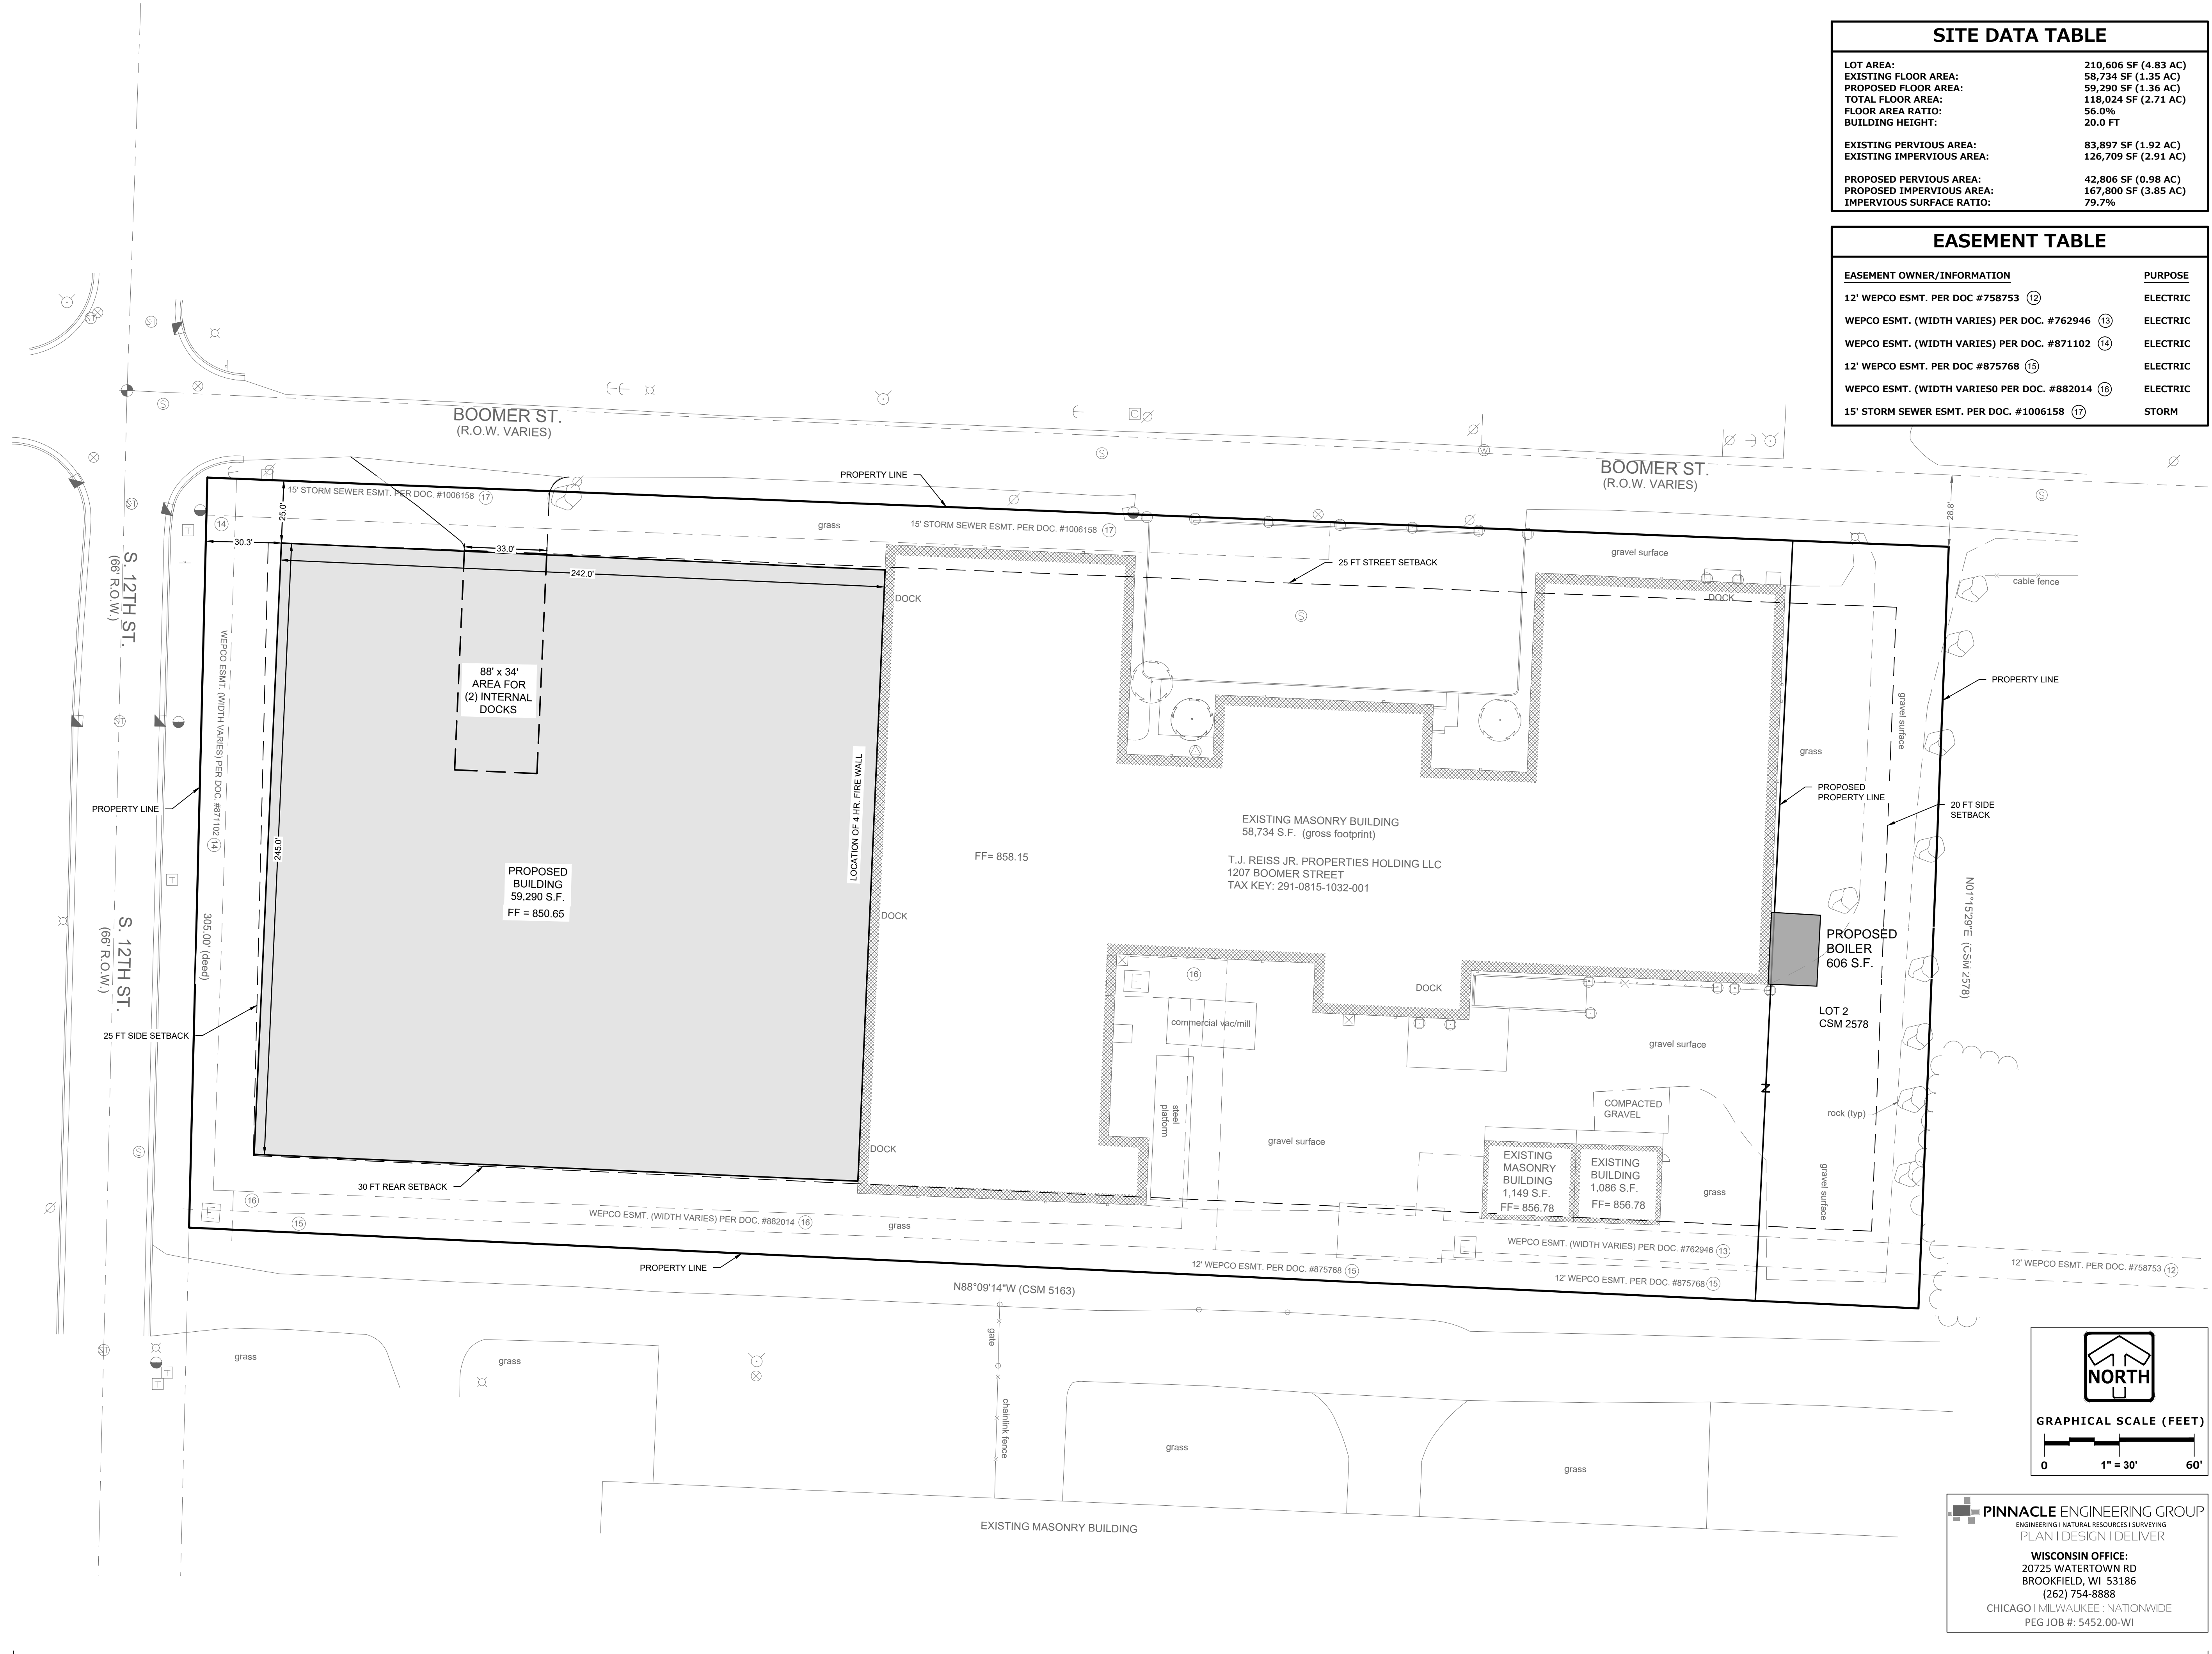 SITE DATA TABLE
LOT AREA: 210,606 SF (4.83 AC)
EXISTING FLOOR AREA: 58,734 SF (1.35 AC)
PROPOSED FLOOR AREA: 59,290 SF (1.36 AC)
TOTAL FLOOR AREA: 118,024 SF (2.71 AC)
FLOOR AREA RATIO: 56.0%
BUILDING HEIGHT: 20.0 FT
EXISTING PERVIOUS AREA: 83,897 SF (1.92 AC)
EXISTING IMPERVIOUS AREA: 126,709 SF (2.91 AC)
PROPOSED PERVIOUS AREA: 42,806 SF (0.98 AC)
PROPOSED IMPERVIOUS AREA: 167,800 SF (3.85 AC)
IMPERVIOUS SURFACE RATIO: 79.7%
EASEMENT TABLE
EASEMENT OWNER/INFORMATION PURPOSE
12' WEPCO ESMT. PER DOC #758753 12 ELECTRIC
WEPCO ESMT. (WIDTH VARIES) PER DOC. #762946 13 ELECTRIC
WEPCO ESMT. (WIDTH VARIES) PER DOC. #871102 14 ELECTRIC
12' WEPCO ESMT. PER DOC #875768 15 ELECTRIC
WEPCO ESMT. (WIDTH VARIES0 PER DOC. #882014 16 ELECTRIC
15' STORM SEWER ESMT. PER DOC. #1006158 17 STORM
BOOMER ST.
(R.O.W. VARIES)
BOOMER ST.
(R.O.W. VARIES)
PROPERTY LINE
15' STORM SEWER ESMT. PER DOC. #1006158 17
grass
15' STORM SEWER ESMT. PER DOC. #1006158 17
14
25.0'
30.3'
33.0'
242.0'
28.8'
25 FT STREET SETBACK
gravel surface
cable fence
S. 12TH ST.
(66' R.O.W.)
DOCK
DOCK
WEPCO ESMT. (WIDTH VARIES) PER DOC. #871102 14
88' x 34'
AREA FOR
(2) INTERNAL
DOCKS
PROPERTY LINE
gravel surface
grass
PROPERTY LINE
PROPOSED
PROPERTY LINE
20 FT SIDE
SETBACK
LOCATION OF 4 HR. FIRE WALL
245.0'
EXISTING MASONRY BUILDING
58,734 S.F. (gross footprint)
FF= 858.15
T.J. REISS JR. PROPERTIES HOLDING LLC
1207 BOOMER STREET
TAX KEY: 291-0815-1032-001
PROPOSED
BUILDING
59,290 S.F.
FF = 850.65
DOCK
305.00' (deed)
S. 12TH ST.
(66' R.O.W.)
PROPOSED
BOILER
606 S.F.
N01°15'29"E (CSM 2578)
16
DOCK
LOT 2
CSM 2578
commercial vac/mill
25 FT SIDE SETBACK
gravel surface
steel
platform
COMPACTED
GRAVEL
rock (typ)
gravel surface
DOCK
EXISTING
MASONRY
BUILDING
1,149 S.F.
FF= 856.78
EXISTING
BUILDING
1,086 S.F.
FF= 856.78
grass
gravel surface
30 FT REAR SETBACK
16
15
WEPCO ESMT. (WIDTH VARIES) PER DOC. #882014 16
grass
WEPCO ESMT. (WIDTH VARIES) PER DOC. #762946 13
PROPERTY LINE
12' WEPCO ESMT. PER DOC. #875768 15
12' WEPCO ESMT. PER DOC. #875768 15
12' WEPCO ESMT. PER DOC. #758753 12
N88°09'14"W (CSM 5163)
gate
grass
grass
chainlink fence
grass
grass
EXISTING MASONRY BUILDING
NORTH
GRAPHICAL SCALE (FEET)
0 1" = 30' 60'
PINNACLE ENGINEERING GROUP
ENGINEERING I NATURAL RESOURCES I SURVEYING
PLAN I DESIGN I DELIVER
WISCONSIN OFFICE:
20725 WATERTOWN RD
BROOKFIELD, WI 53186
(262) 754-8888
CHICAGO I MILWAUKEE : NATIONWIDE
PEG JOB #: 5452.00-WI